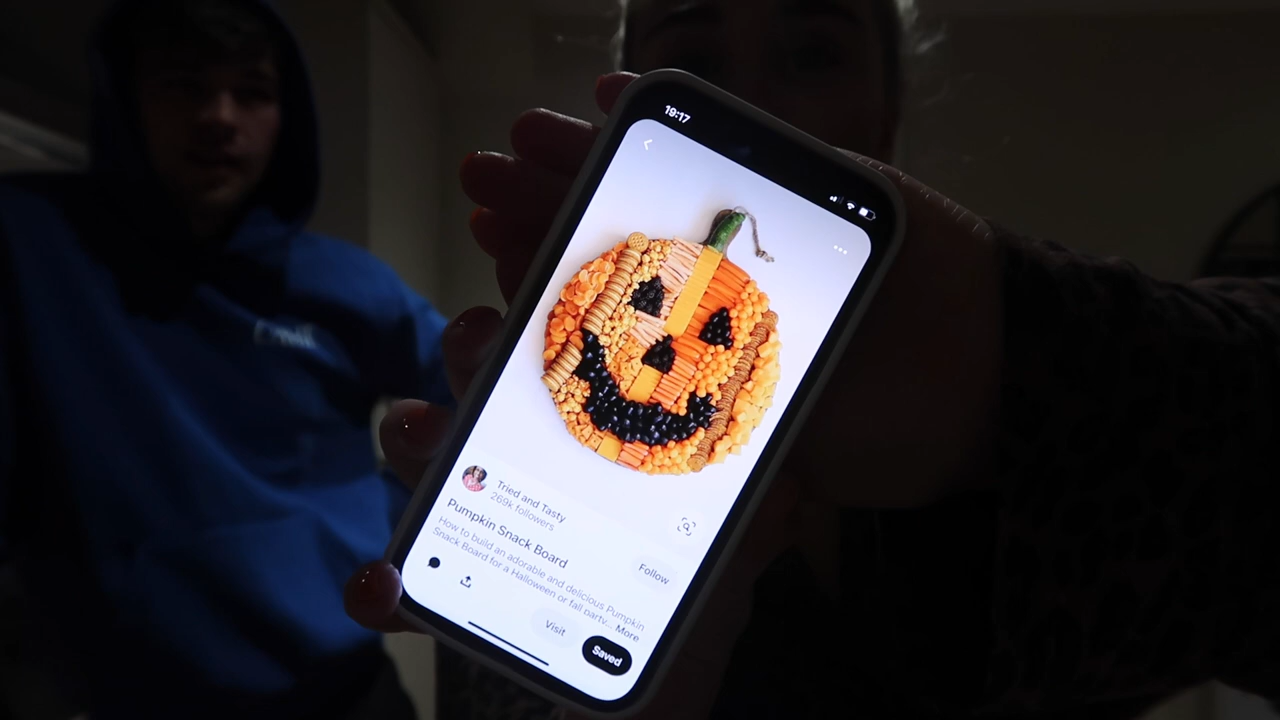 19:17
Tried and Tasty
269k followers
Pumpkin Snack Board
How to build an adorable and delicious Pumpkin
Snack Board for a Halloween or fall party... More
Follow
Visit
Saved